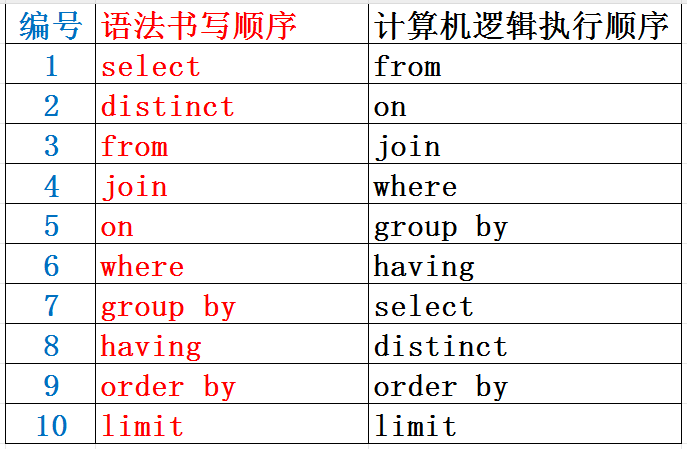 编号 语法书写顺序 计算机逻辑执行顺序
1 select from
2 distinct on
3 from join
4 join where
5 on group by
6 where having
7 group by select
8 having distinct
9 order by order by
10 limit limit